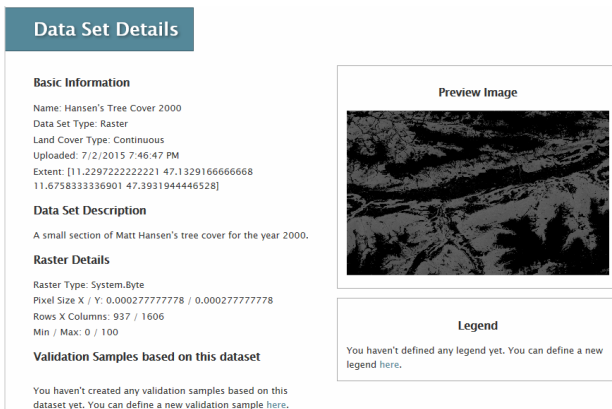 Data Set Details
Basic Information
Name: Hansen's Tree Cover 2000
Data Set Type: Raster
Land Cover Type: Continuous
Uploaded: 7/2/2015 7:46:47 PM
Extent: [11.2297222222221 47.1329166666668
11.6758333336901 47.3931944446528]
Data Set Description
A small section of Matt Hansen's tree cover for the year 2000.
Raster Details
Raster Type: System.Byte
Pixel Size X / Y: 0.000277777778 / 0.000277777778
Rows X Columns: 937 / 1606
Min / Max: 0 / 100
Validation Samples based on this dataset
You haven't created any validation samples based on this
dataset yet. You can define a new validation sample here.
Preview Image
Legend
You haven't defined any legend yet. You can define a new
legend here.